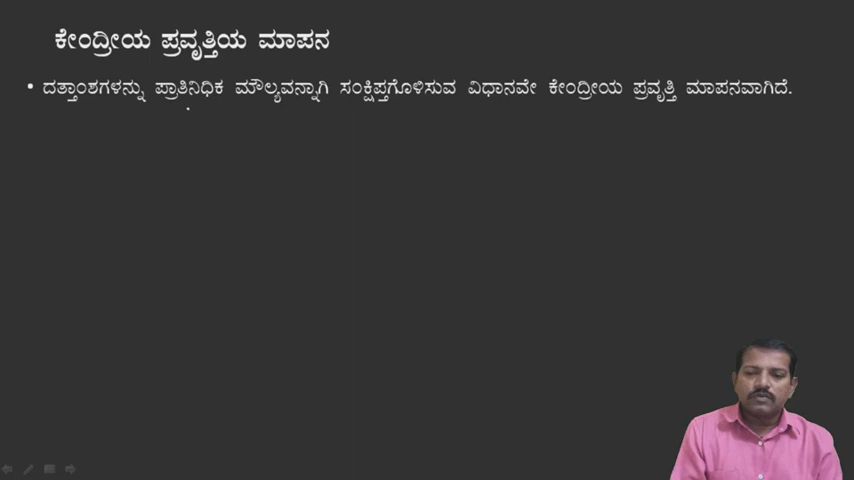 ಕೇಂದ್ರೀಯ ಪ್ರವೃತ್ತಿಯ ಮಾಪನ
• ದತ್ತಾಂಶಗಳನ್ನು ಪ್ರಾತಿನಿಧಿಕ ಮೌಲ್ಯವನ್ನಾಗಿ ಸಂಕ್ಷಿಪ್ತಗೊಳಿಸುವ ವಿಧಾನವೇ ಕೇಂದ್ರೀಯ ಪ್ರವೃತ್ತಿ ಮಾಪನವಾಗಿದೆ.